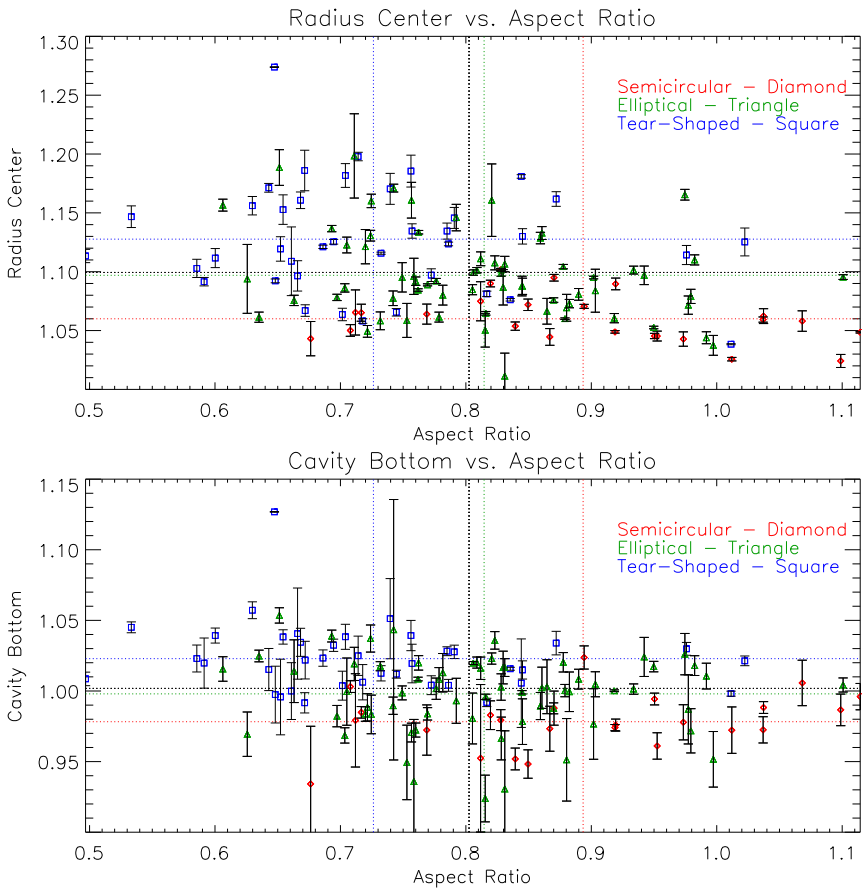 Radius Center vs. Aspect Ratio
1.30
1.25
1.20
1.15
1.10
1.05
Radius Center
Semicircular − Diamond
Elliptical − Triangle
Tear−Shaped − Square
0.5 0.6 0.7 0.8 0.9 1.0 1.1
Aspect Ratio
Cavity Bottom vs. Aspect Ratio
1.15
1.10
1.05
1.00
0.95
Cavity Bottom
Semicircular − Diamond
Elliptical − Triangle
Tear−Shaped − Square
0.5 0.6 0.7 0.8 0.9 1.0 1.1
Aspect Ratio